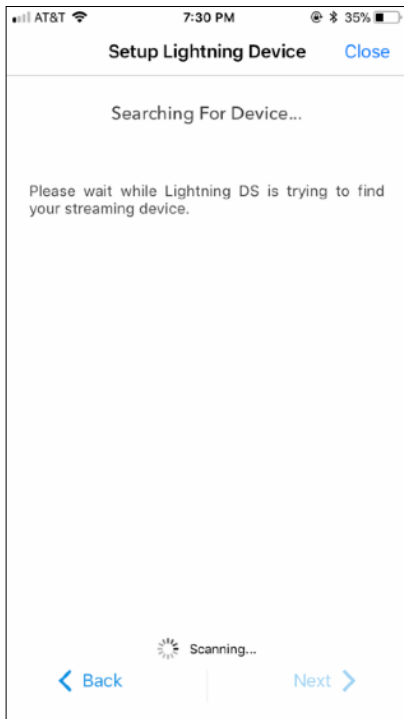 AT&T 7:30 PM 35%
Setup Lightning Device Close
Searching For Device...
Please wait while Lightning DS is trying to find
your streaming device.
Scanning...
Back Next